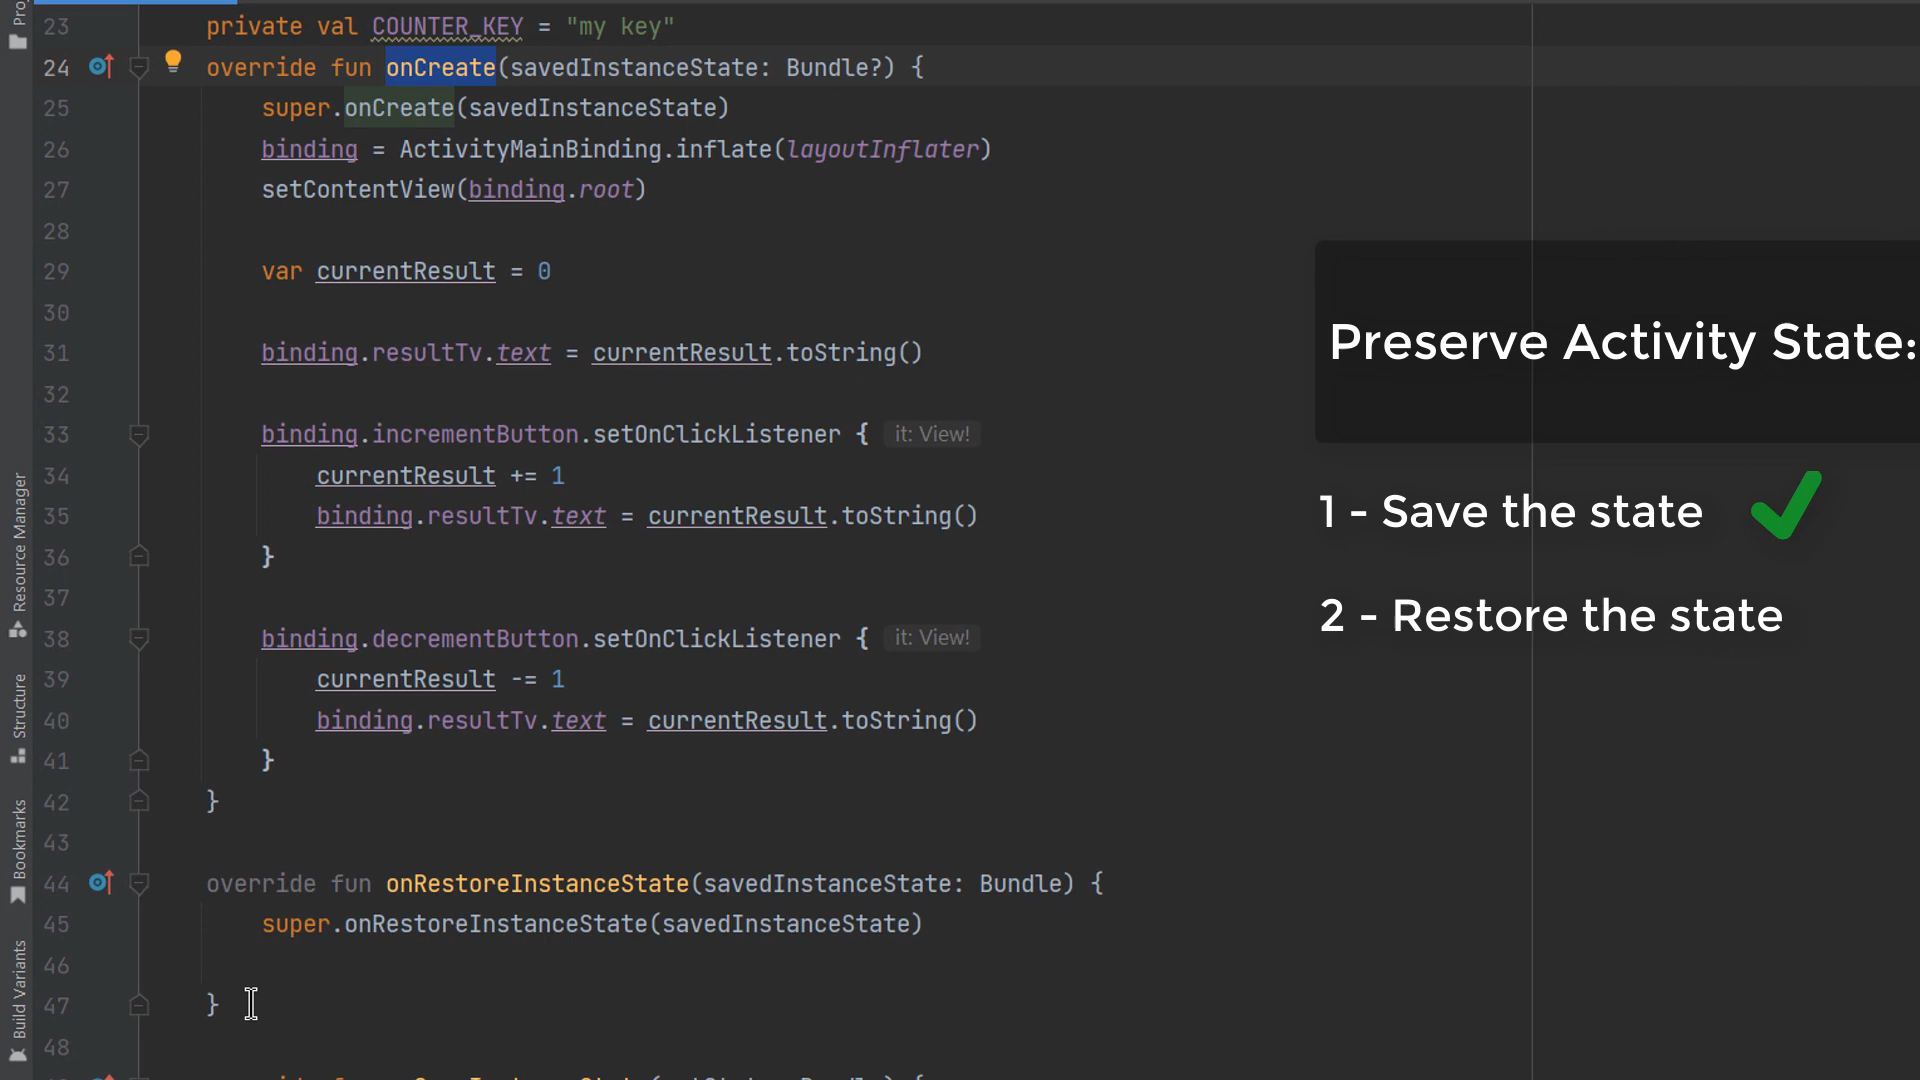 23 private val COUNTER_KEY = "my key"
24 override fun onCreate(savedInstanceState: Bundle?) {
25 super.onCreate(savedInstanceState)
26 binding = ActivityMainBinding.inflate(layoutInflater)
27 setContentView(binding.root)
28
29 var currentResult = 0
30
31 binding.resultTv.text = currentResult.toString()
32
33 binding.incrementButton.setOnClickListener { it: View!
34 currentResult += 1
35 binding.resultTv.text = currentResult.toString()
36 }
37
38 binding.decrementButton.setOnClickListener { it: View!
39 currentResult -= 1
40 binding.resultTv.text = currentResult.toString()
41 }
42 }
43
44 override fun onRestoreInstanceState(savedInstanceState: Bundle) {
45 super.onRestoreInstanceState(savedInstanceState)
46
47 }
48
Preserve Activity State:
1 - Save the state
2 - Restore the state
Resource Manager
Structure
Bookmarks
Build Variants